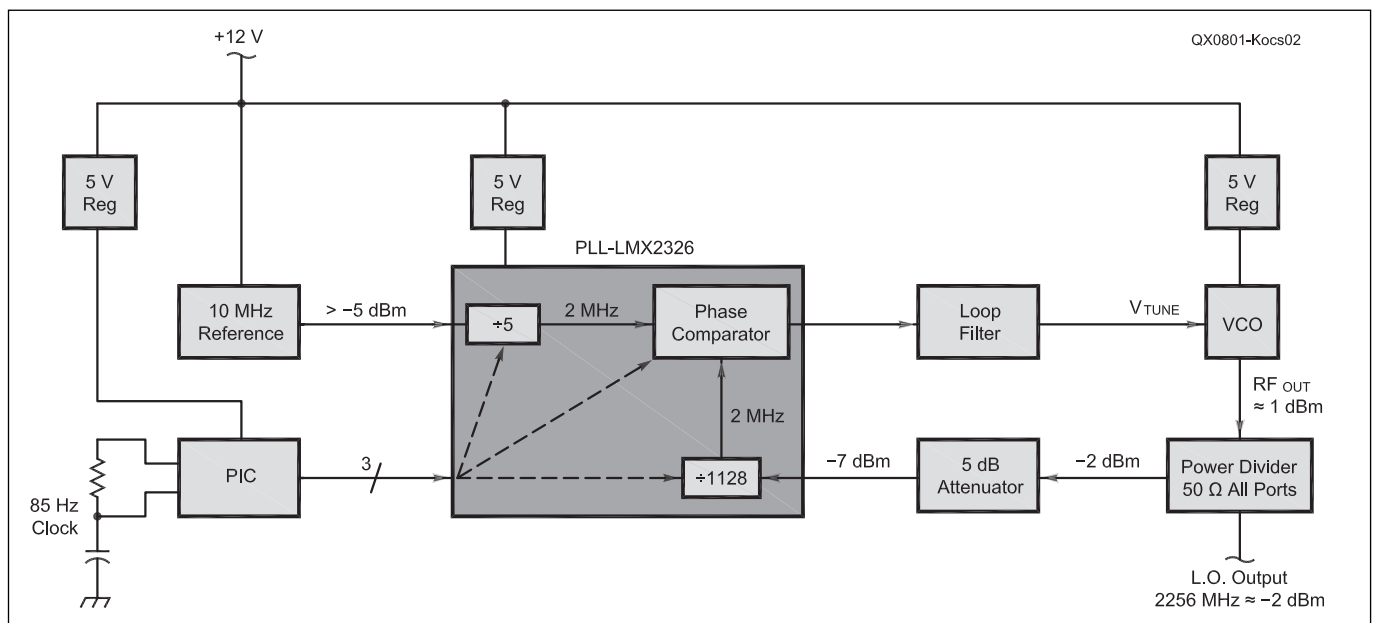 +12 V
QX0801-Kocs02
5 V
Reg
5 V
Reg
5 V
Reg
PLL-LMX2326
10 MHz
Reference
> −5 dBm
÷5
2 MHz
Phase
Comparator
Loop
Filter
V TUNE
VCO
RF OUT
≈ 1 dBm
2 MHz
85 Hz
Clock
PIC
3
÷1128
−7 dBm
5 dB
Attenuator
−2 dBm
Power Divider
50 Ω All Ports
L.O. Output
2256 MHz ≈ −2 dBm